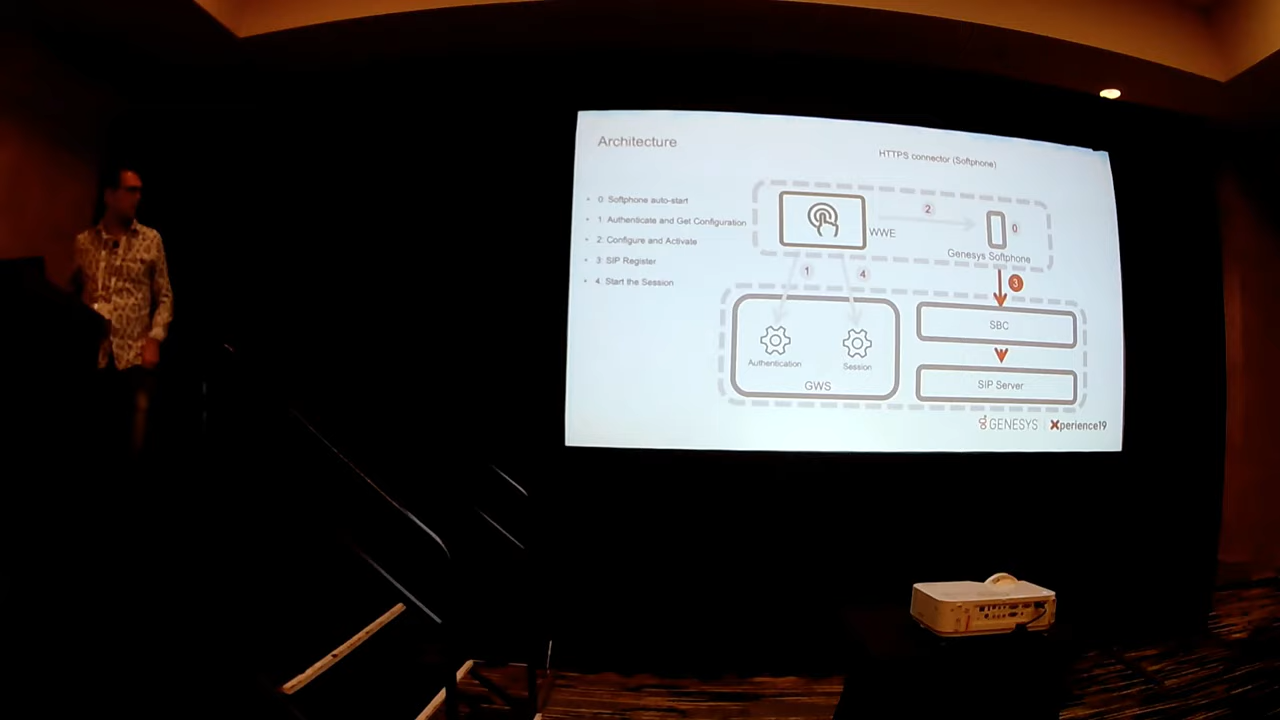 Architecture
HTTPS connector (Softphone)
0: Softphone auto-start
1: Authenticate and Get Configuration
2: Configure and Activate
3: SIP Register
4: Start the Session
2
0
WWE
Genesys Softphone
1
4
3
SBC
Authentication
Session
SIP Server
GWS
GENESYS | Xperience19